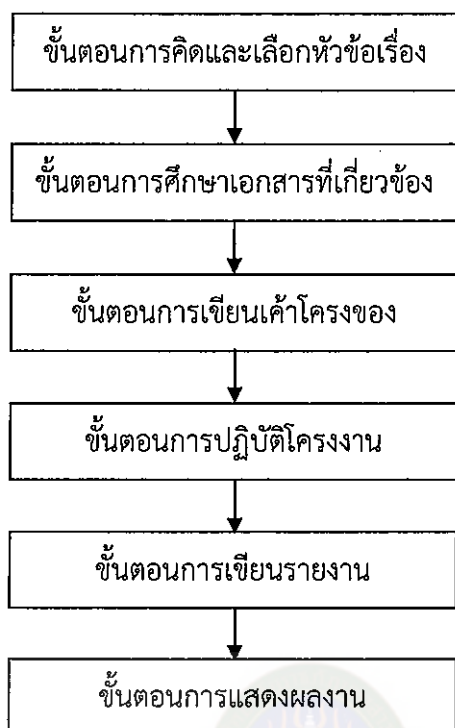 ขั้นตอนการคิดและเลือกหัวข้อเรื่อง
ขั้นตอนการศึกษาเอกสารที่เกี่ยวข้อง
ขั้นตอนการเขียนเค้าโครงของ
ขั้นตอนการปฏิบัติโครงงาน
ขั้นตอนการเขียนรายงาน
ขั้นตอนการแสดงผลงาน